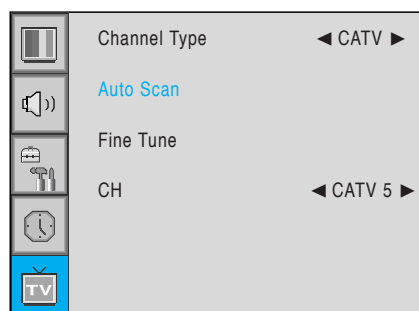 Channel Type ◀ CATV ▶
Auto Scan
Fine Tune
CH ◀ CATV 5 ▶
TV